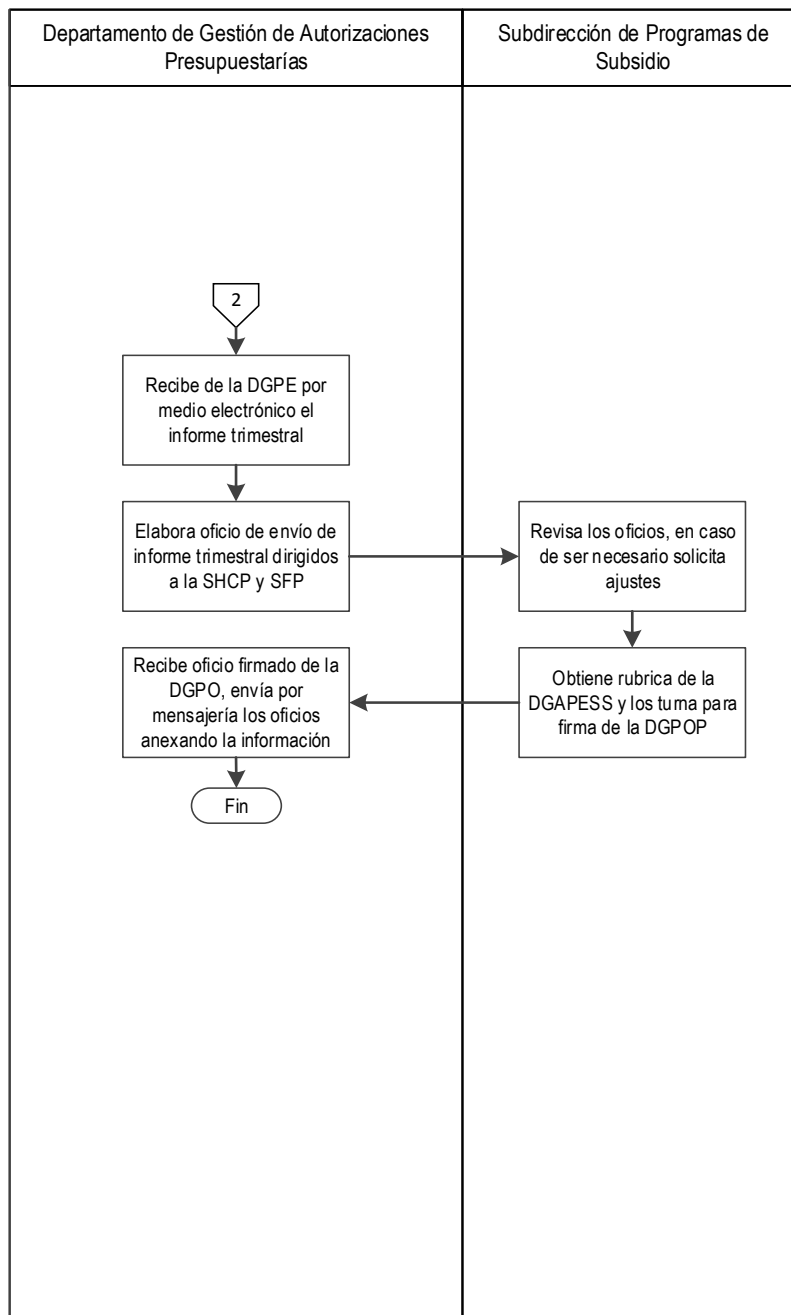 Departamento de Gestión de Autorizaciones
Presupuestarías
Subdirección de Programas de
Subsidio
2
Recibe de la DGPE por
medio electrónico el
informe trimestral
Elabora oficio de envío de
informe trimestral dirigidos
a la SHCP y SFP
Revisa los oficios, en caso
de ser necesario solicita
ajustes
Obtiene rubrica de la
DGAPESS y los turna para
firma de la DGPOP
Recibe oficio firmado de la
DGPO, envía por
mensajería los oficios
anexando la información
Fin